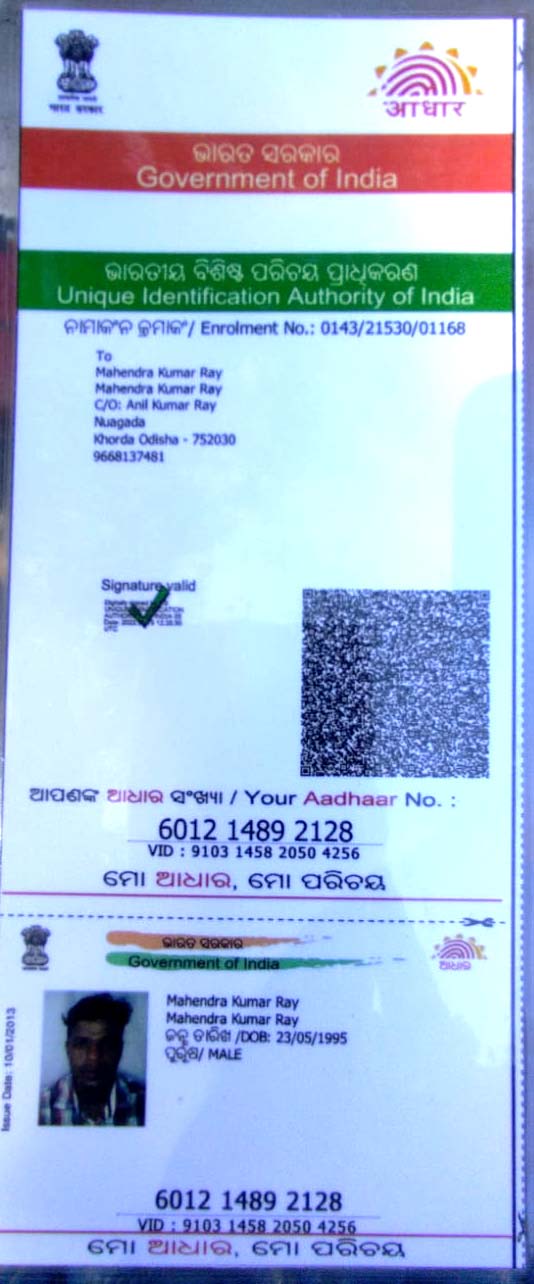 भारत सरकार
आधार
ଭାରତ ସରକାର
Government of India
ଭାରତୀୟ ବିଶିଷ୍ଟ ପରିଚୟ ପ୍ରାଧିକରଣ
Unique Identification Authority of India
ନାମାକଂନ କ୍ରମାକଂ/ Enrolment No.: 0143/21530/01168
To
Mahendra Kumar Ray
Mahendra Kumar Ray
C/O: Anil Kumar Ray
Nuagada
Khorda Odisha - 752030
9668137481
Signature valid
ଆପଣଙ୍କ ଆଧାର ସଂଖ୍ୟା / Your Aadhaar No. :
6012 1489 2128
VID : 9103 1458 2050 4256
ମୋ ଆଧାର, ମୋ ପରିଚୟ
ଭାରତ ସରକାର
Government of India
ଆଧାର
Issue Date: 10/01/2013
Mahendra Kumar Ray
Mahendra Kumar Ray
ଜନ୍ମ ତାରିଖ /DOB: 23/05/1995
ପୁରୁଷ/ MALE
6012 1489 2128
VID : 9103 1458 2050 4256
ମୋ ଆଧାର, ମୋ ପରିଚୟ